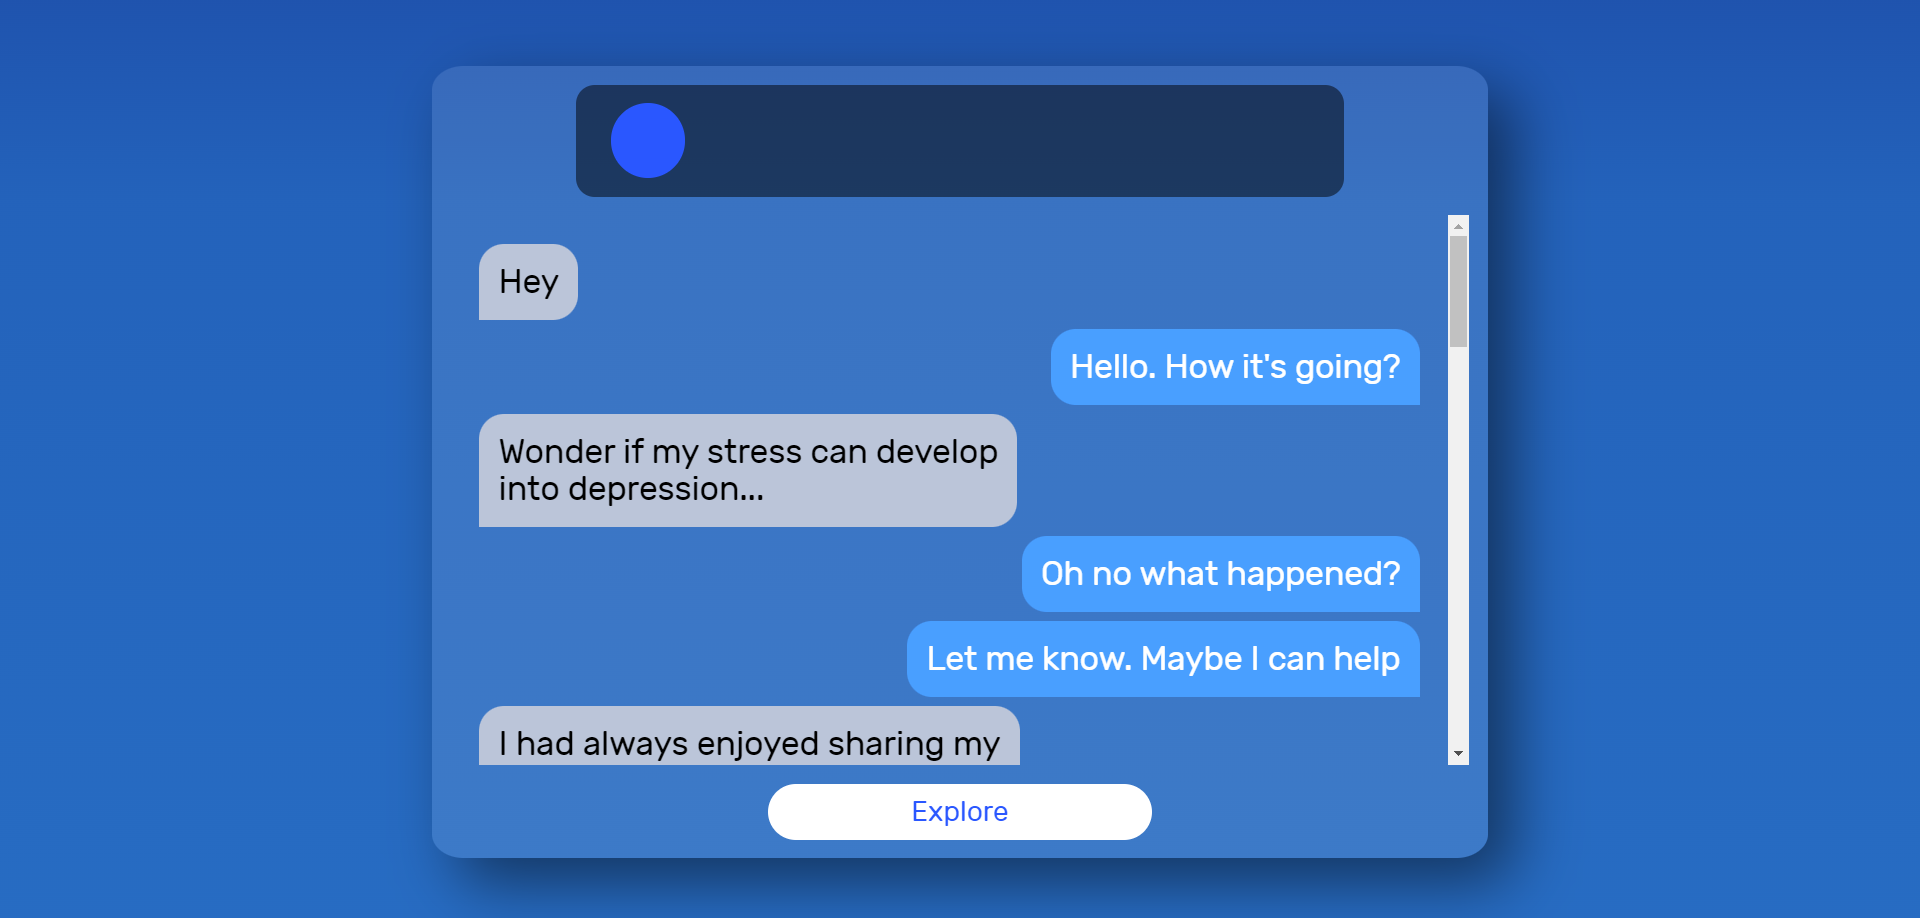 Hey
Hello. How it's going?
Wonder if my stress can develop
into depression...
Oh no what happened?
Let me know. Maybe I can help
I had always enjoyed sharing my
Explore